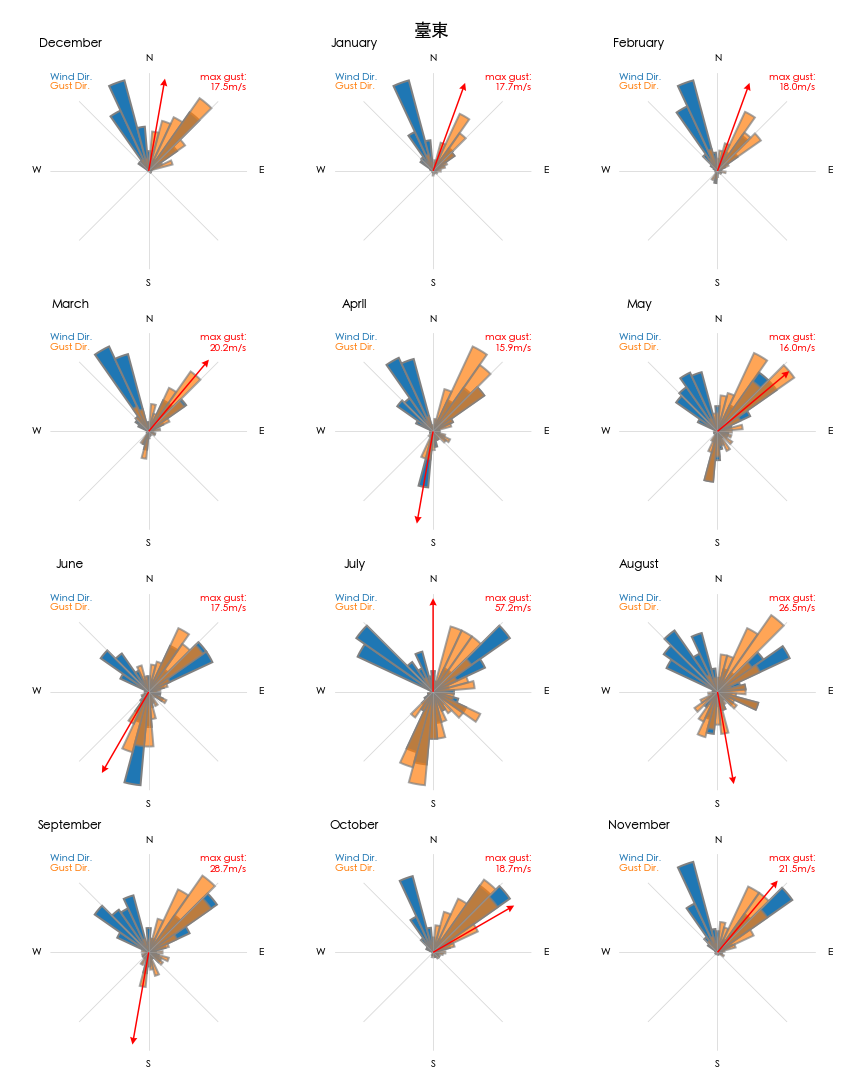 臺東
December
N
Wind Dir.
Gust Dir.
max gust:
17.5m/s
W
E
S
January
N
Wind Dir.
Gust Dir.
max gust:
17.7m/s
W
E
S
February
N
Wind Dir.
Gust Dir.
max gust:
18.0m/s
W
E
S
March
N
Wind Dir.
Gust Dir.
max gust:
20.2m/s
W
E
S
April
N
Wind Dir.
Gust Dir.
max gust:
15.9m/s
W
E
S
May
N
Wind Dir.
Gust Dir.
max gust:
16.0m/s
W
E
S
June
N
Wind Dir.
Gust Dir.
max gust:
17.5m/s
W
E
S
July
N
Wind Dir.
Gust Dir.
max gust:
57.2m/s
W
E
S
August
N
Wind Dir.
Gust Dir.
max gust:
26.5m/s
W
E
S
September
N
Wind Dir.
Gust Dir.
max gust:
28.7m/s
W
E
S
October
N
Wind Dir.
Gust Dir.
max gust:
18.7m/s
W
E
S
November
N
Wind Dir.
Gust Dir.
max gust:
21.5m/s
W
E
S